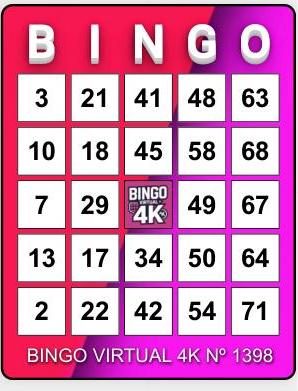 B I N G O
3 21 41 48 63
10 18 45 58 68
7 29 BINGO VIRTUAL 4K 49 67
13 17 34 50 64
2 22 42 54 71
BINGO VIRTUAL 4K Nº 1398